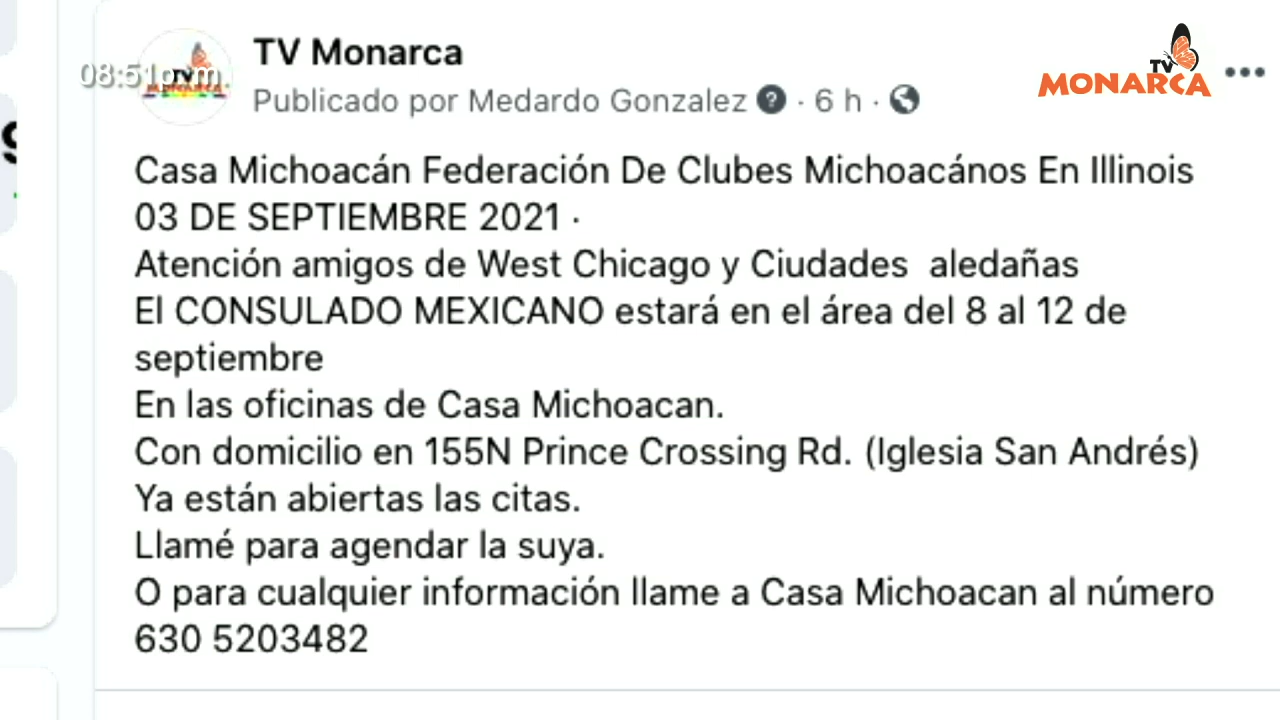 TV Monarca
08:51p.m.
TV
MONARCA
Publicado por Medardo Gonzalez · 6 h ·
TV
MONARCA
Casa Michoacán Federación De Clubes Michoacános En Illinois
03 DE SEPTIEMBRE 2021 ·
Atención amigos de West Chicago y Ciudades aledañas
El CONSULADO MEXICANO estará en el área del 8 al 12 de
septiembre
En las oficinas de Casa Michoacan.
Con domicilio en 155N Prince Crossing Rd. (Iglesia San Andrés)
Ya están abiertas las citas.
Llamé para agendar la suya.
O para cualquier información llame a Casa Michoacan al número
630 5203482